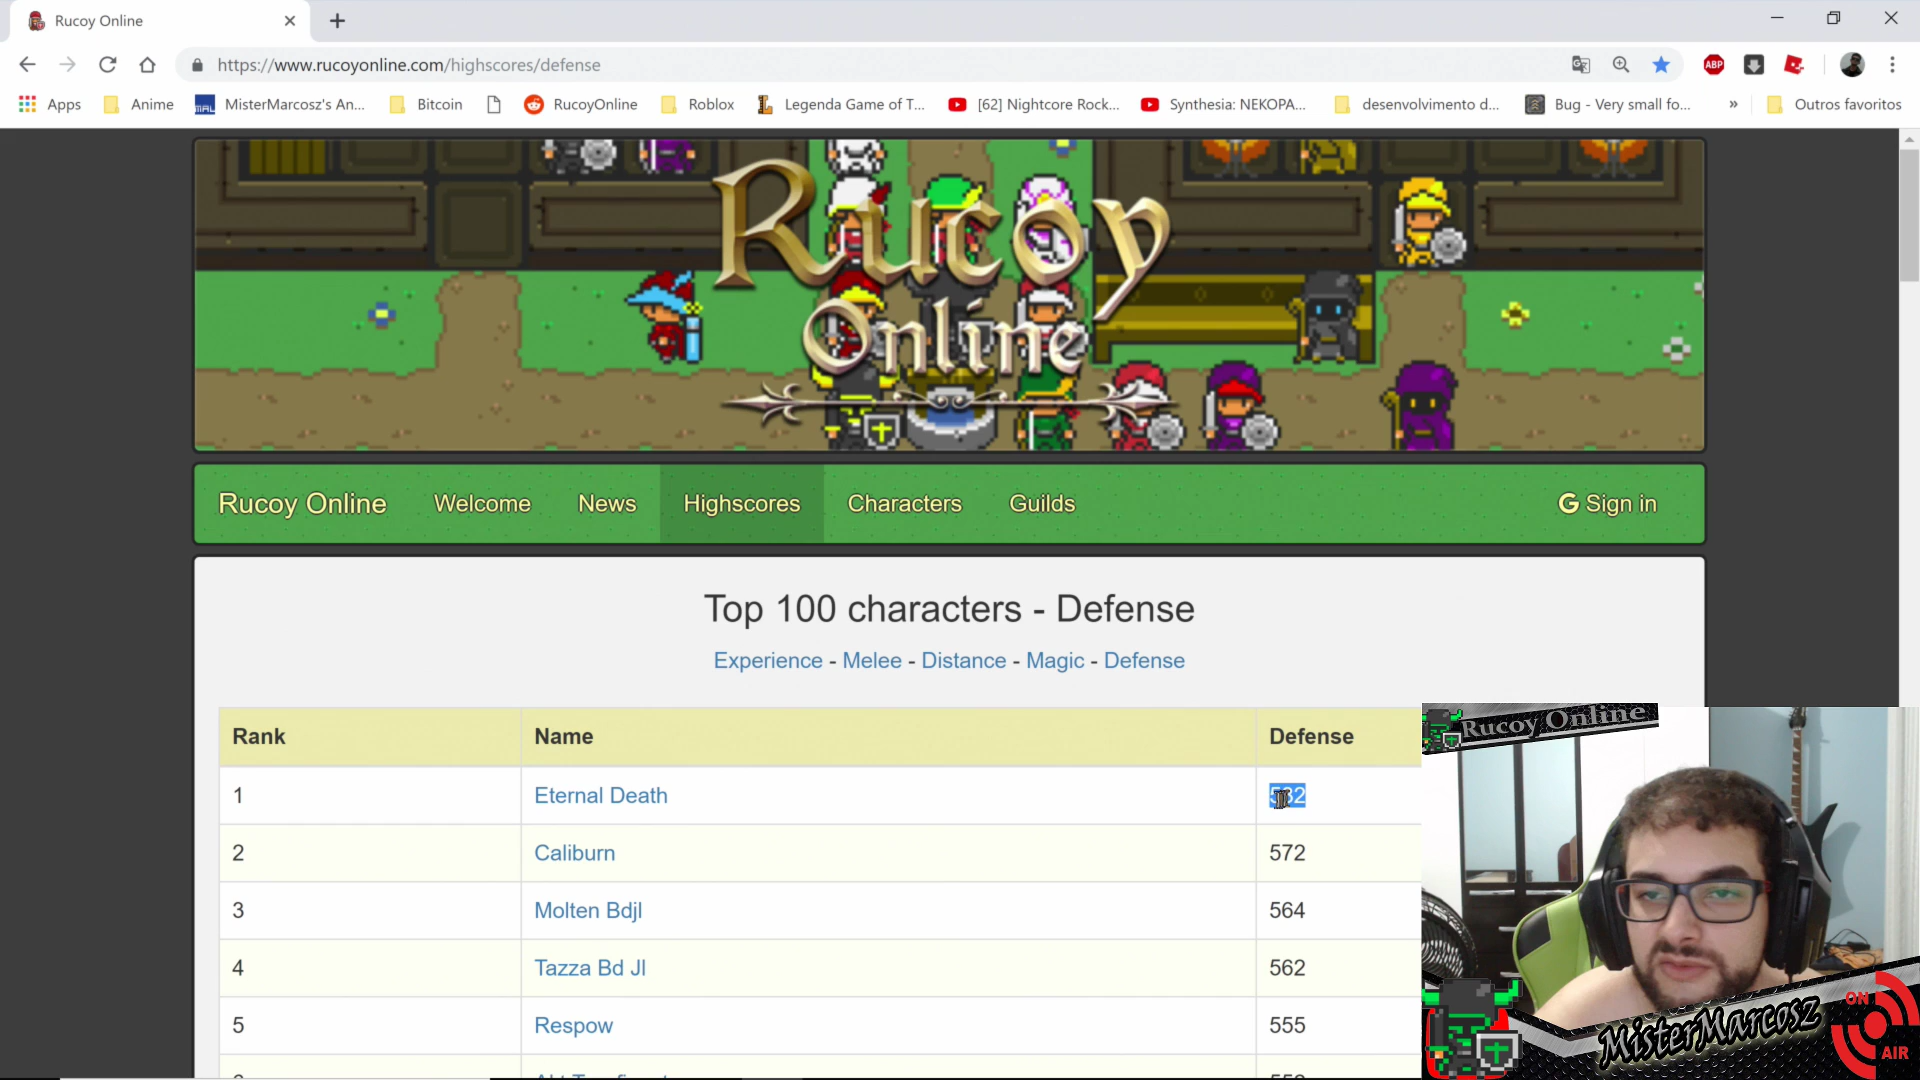 Rucoy Online
https://www.rucoyonline.com/highscores/defense
ABP
Apps
Anime
MAL MisterMarcosz's An...
Bitcoin
RucoyOnline
Roblox
Legenda Game of T...
[62] Nightcore Rock...
Synthesia: NEKOPA...
desenvolvimento d...
Bug - Very small fo...
»
Outros favoritos
Rucoy
Online
Rucoy Online Welcome News Highscores Characters Guilds G Sign in
Top 100 characters - Defense
Experience - Melee - Distance - Magic - Defense
Rank Name Defense
1 Eternal Death
2 Caliburn 572
3 Molten Bdjl 564
4 Tazza Bd Jl 562
5 Respow 555
Rucoy Online
MisterMarcosz
ON
AIR